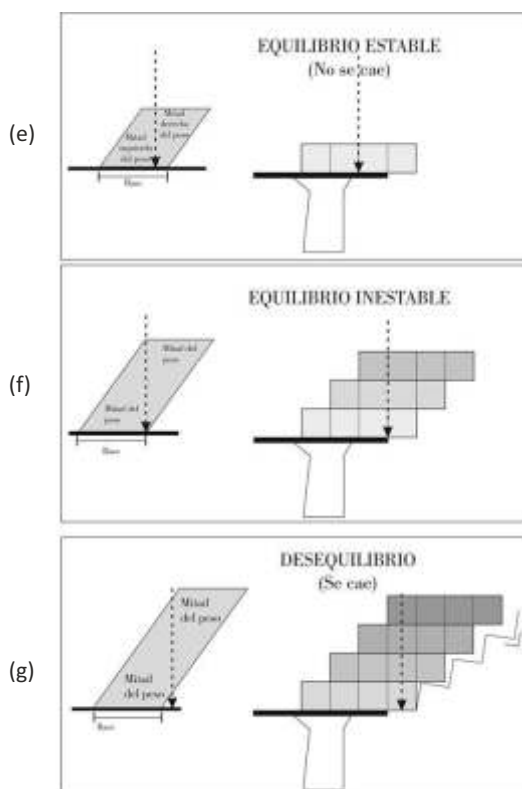 (e)
EQUILIBRIO ESTABLE
(No se cae)
Mitad
derecha
del peso
Mitad
izquierda
del peso
Base
(f)
EQUILIBRIO INESTABLE
Mitad del
peso
Mitad del
peso
Base
(g)
DESEQUILIBRIO
(Se cae)
Mitad
del peso
Mitad
del peso
Base